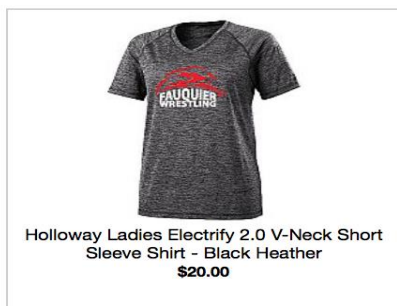 FAUQUIER
WRESTLING
Holloway Ladies Electrify 2.0 V-Neck Short
Sleeve Shirt - Black Heather
$20.00